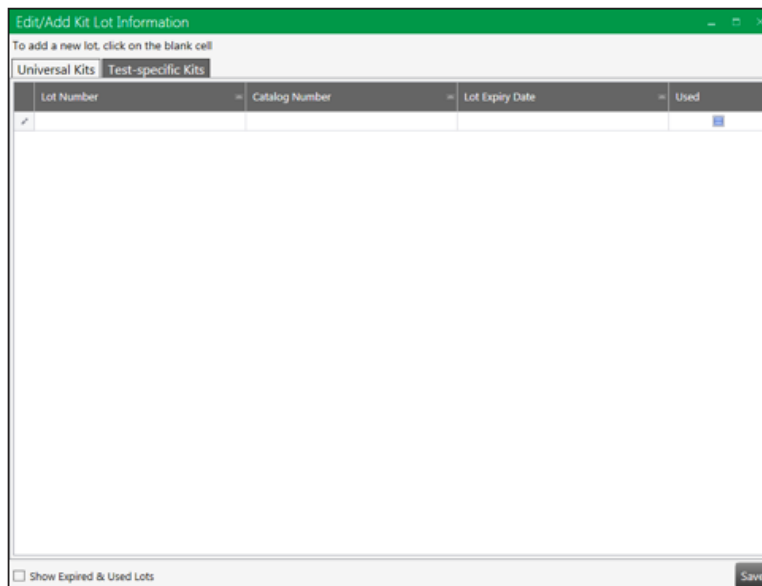 Edit/Add Kit Lot Information
To add a new lot, click on the blank cell
Universal Kits Test-specific Kits
Lot Number Catalog Number Lot Expiry Date Used
Show Expired & Used Lots Save